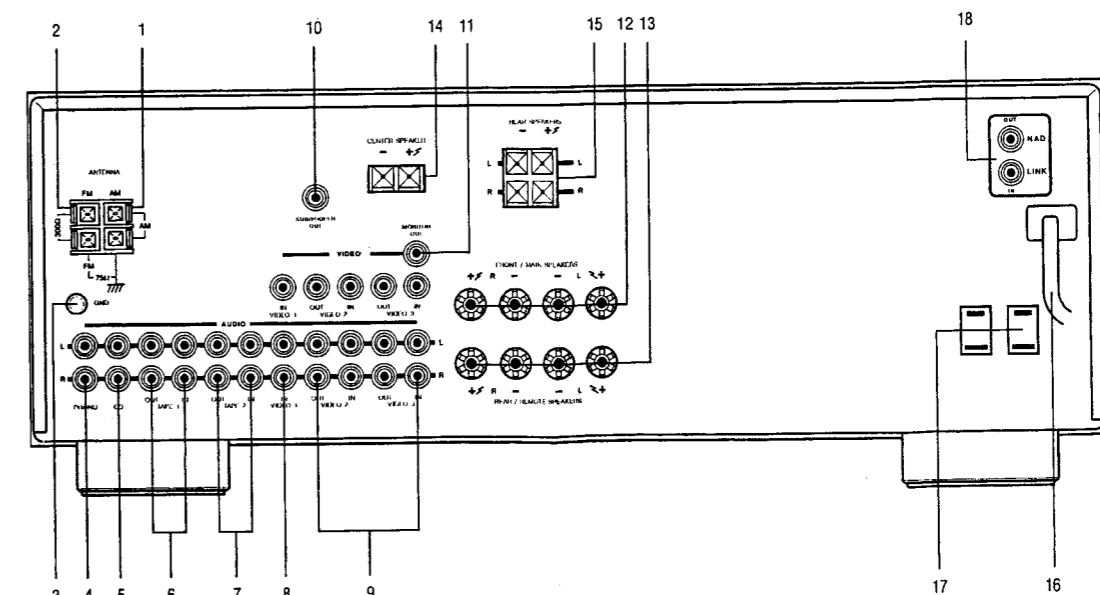 2 1 10 14 11 15 12 13 18
REAR SPEAKERS
- +
CENTER SPEAKER
- +
L L
R R
OUT
NAD
LINK
IN
ANTENNA
FM AM
300Ω AM
FM
75Ω
GND
SUBWOOFER
OUT
MONITOR
OUT
VIDEO
IN OUT IN OUT IN
VIDEO 1 VIDEO 2 VIDEO 3
FRONT / MAIN SPEAKERS
+ R - - L +
AUDIO
L L
R R
PHONO CD OUT IN OUT IN IN OUT IN OUT IN
TAPE 1 TAPE 2 VIDEO 1 VIDEO 2 VIDEO 3
+ R - - L +
REAR / REMOTE SPEAKERS
3 4 5 6 7 8 9 17 16